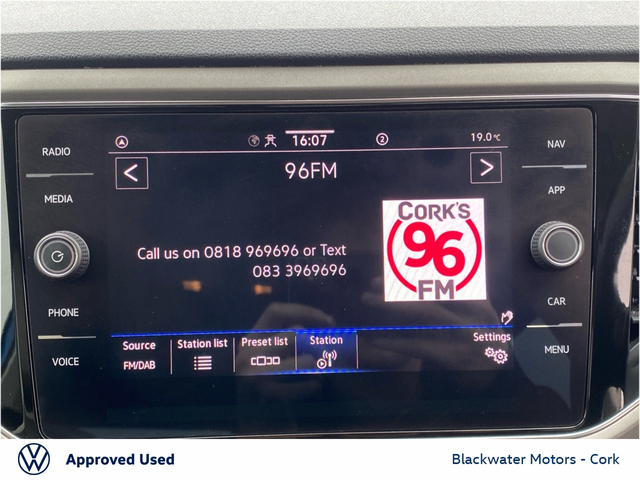 RADIO
MEDIA
PHONE
VOICE
16:07
2
19.0°C
<
96FM
>
Call us on 0818 969696 or Text
083 3969696
CORK'S
96
FM
Source
FM/DAB
Station list
Preset list
Station
Settings
NAV
APP
CAR
MENU
Approved Used
Blackwater Motors - Cork